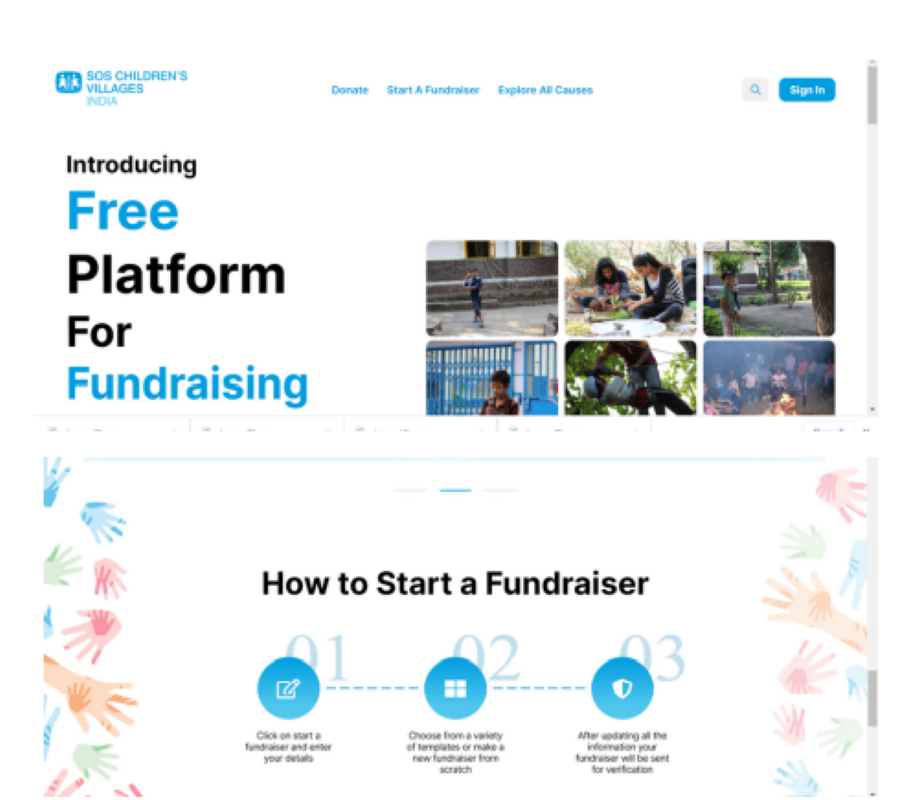 SOS CHILDREN'S
VILLAGES
INDIA
Donate Start A Fundraiser Explore All Causes
Sign In
Introducing
Free
Platform
For
Fundraising
How to Start a Fundraiser
01 02 03
Click on start a
fundraiser and enter
your details
Choose from a variety
of templates or make a
new fundraiser from
scratch
After updating all the
information your
fundraiser will be sent
for verification